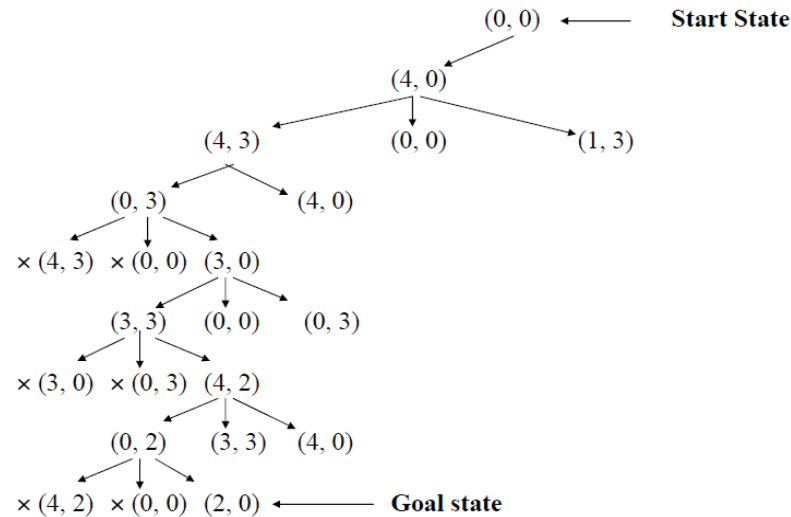 (0, 0) Start State
(4, 0)
(4, 3) (0, 0) (1, 3)
(0, 3) (4, 0)
× (4, 3) × (0, 0) (3, 0)
(3, 3) (0, 0) (0, 3)
× (3, 0) × (0, 3) (4, 2)
(0, 2) (3, 3) (4, 0)
× (4, 2) × (0, 0) (2, 0) Goal state